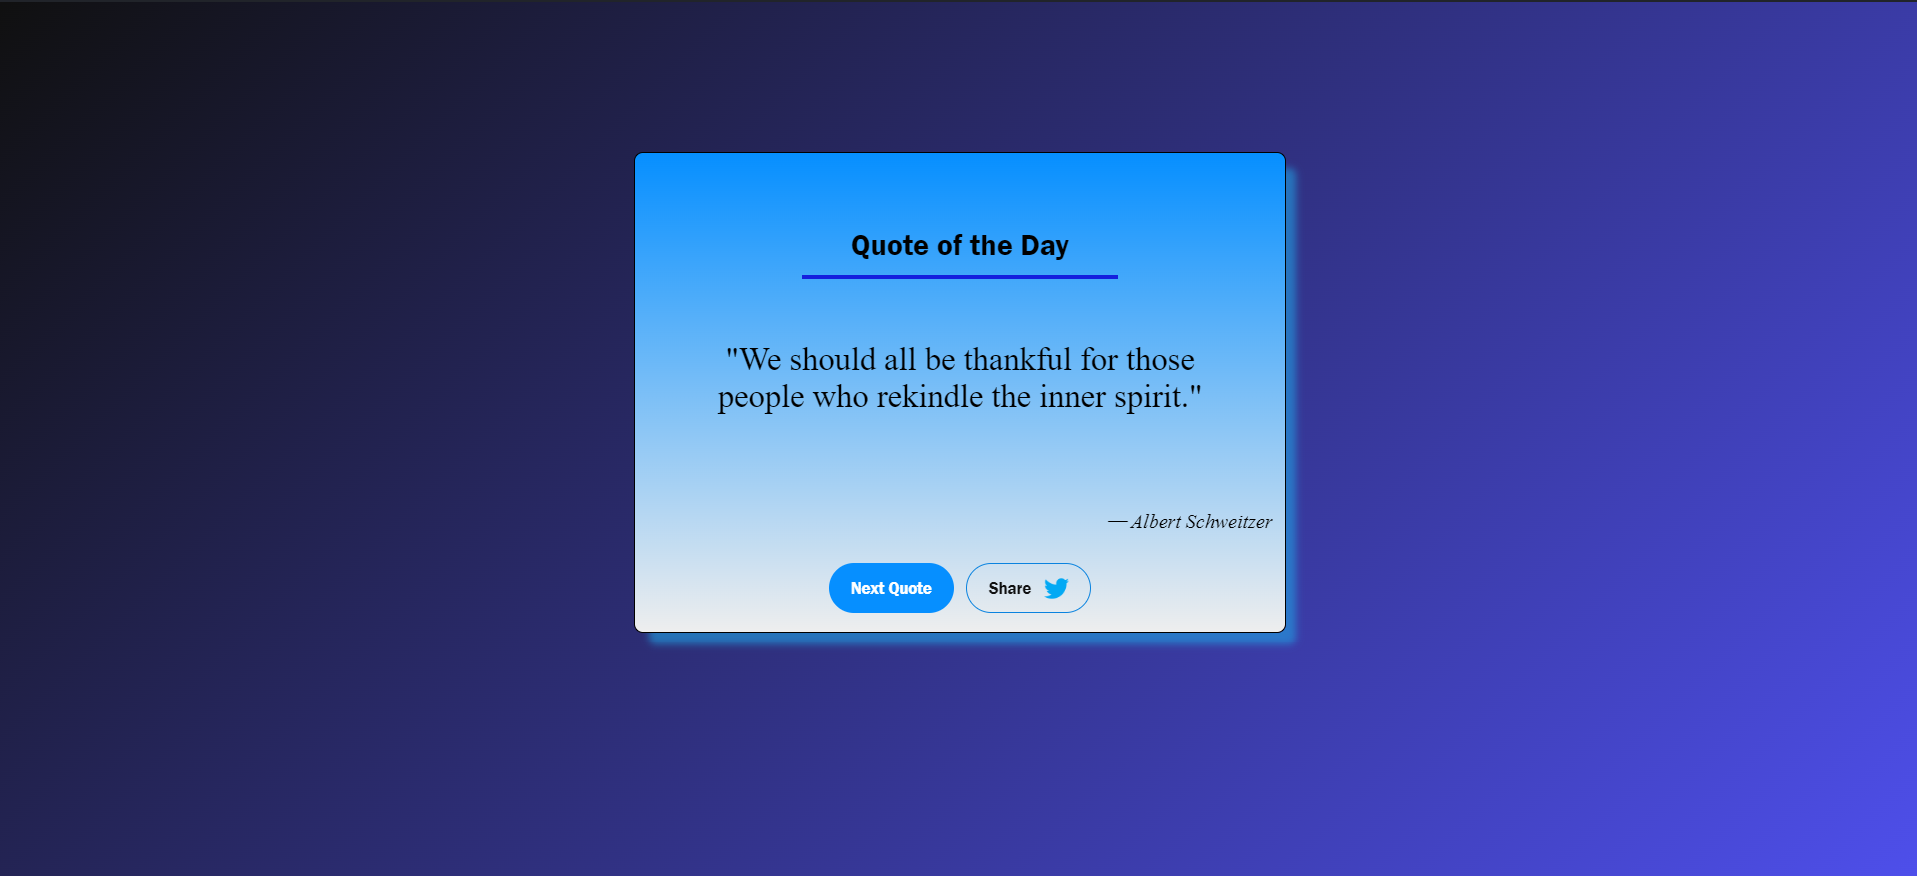 Quote of the Day
"We should all be thankful for those
people who rekindle the inner spirit."
— Albert Schweitzer
Next Quote
Share